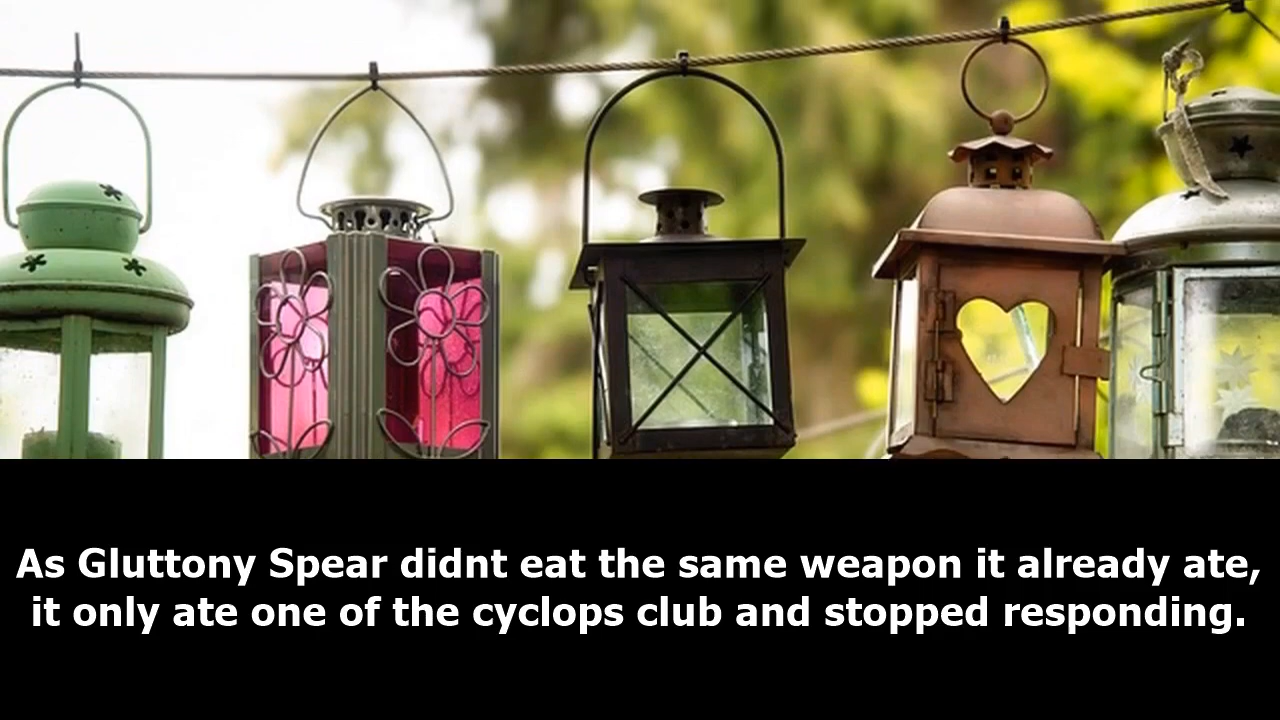 As Gluttony Spear didnt eat the same weapon it already ate,
it only ate one of the cyclops club and stopped responding.